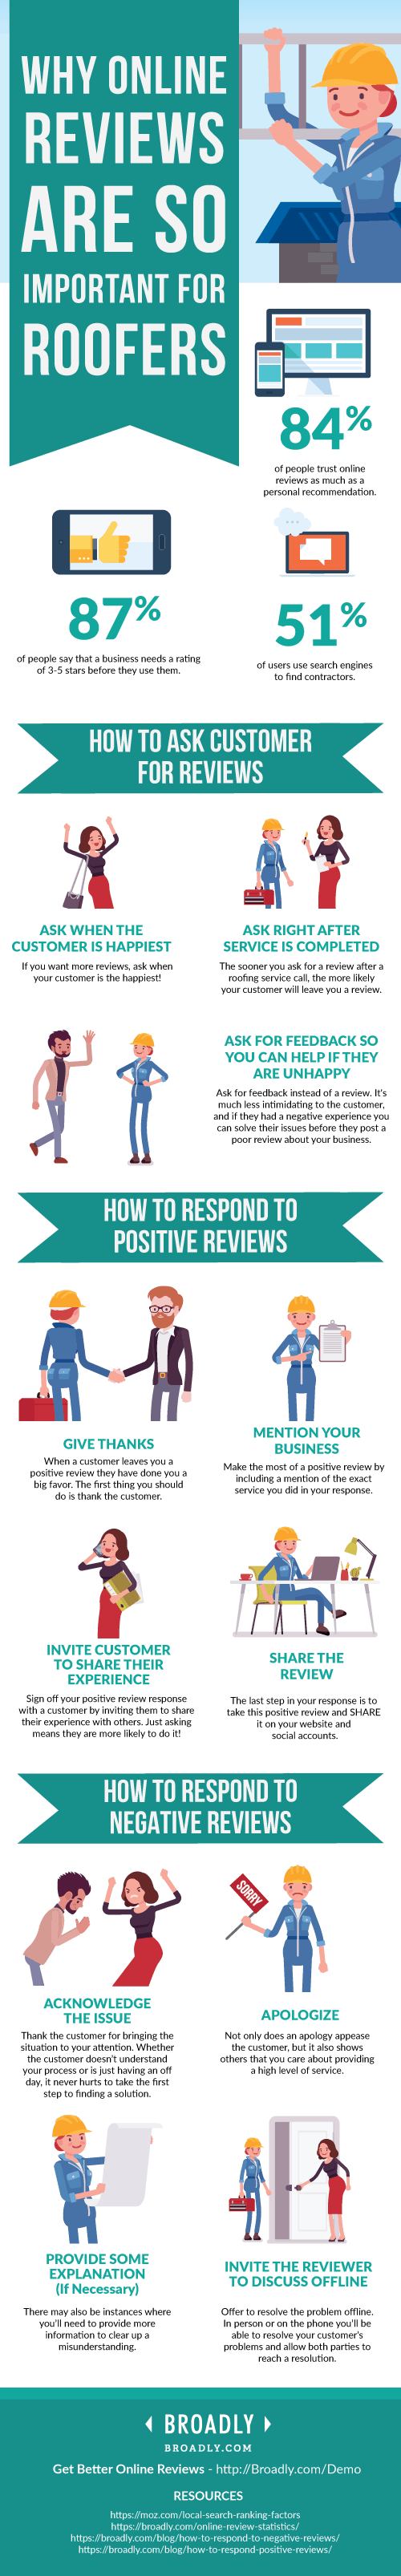 WHY ONLINE
REVIEWS
ARE SO
IMPORTANT FOR
ROOFERS
84%
of people trust online
reviews as much as a
personal recommendation.
87%
of people say that a business needs a rating
of 3-5 stars before they use them.
51%
of users use search engines
to find contractors.
HOW TO ASK CUSTOMER
FOR REVIEWS
ASK WHEN THE
CUSTOMER IS HAPPIEST
If you want more reviews, ask when
your customer is the happiest!
ASK RIGHT AFTER
SERVICE IS COMPLETED
The sooner you ask for a review after a
roofing service call, the more likely
your customer will leave you a review.
ASK FOR FEEDBACK SO
YOU CAN HELP IF THEY
ARE UNHAPPY
Ask for feedback instead of a review. It's
much less intimidating to the customer,
and if they had a negative experience you
can solve their issues before they post a
poor review about your business.
HOW TO RESPOND TO
POSITIVE REVIEWS
GIVE THANKS
When a customer leaves you a
positive review they have done you a
big favor. The first thing you should
do is thank the customer.
MENTION YOUR
BUSINESS
Make the most of a positive review by
including a mention of the exact
service you did in your response.
INVITE CUSTOMER
TO SHARE THEIR
EXPERIENCE
Sign off your positive review response
with a customer by inviting them to share
their experience with others. Just asking
means they are more likely to do it!
SHARE THE
REVIEW
The last step in your response is to
take this positive review and SHARE
it on your website and
social accounts.
HOW TO RESPOND TO
NEGATIVE REVIEWS
SORRY
ACKNOWLEDGE
THE ISSUE
Thank the customer for bringing the
situation to your attention. Whether
the customer doesn't understand
your process or is just having an off
day, it never hurts to take the first
step to finding a solution.
APOLOGIZE
Not only does an apology appease
the customer, but it also shows
others that you care about providing
a high level of service.
PROVIDE SOME
EXPLANATION
(If Necessary)
There may also be instances where
you'll need to provide more
information to clear up a
misunderstanding.
INVITE THE REVIEWER
TO DISCUSS OFFLINE
Offer to resolve the problem offline.
In person or on the phone you'll be
able to resolve your customer's
problems and allow both parties to
reach a resolution.
BROADLY
BROADLY.COM
Get Better Online Reviews - http://Broadly.com/Demo
RESOURCES
https://moz.com/local-search-ranking-factors
https://broadly.com/online-review-statistics/
https://broadly.com/blog/how-to-respond-to-negative-reviews/
https://broadly.com/blog/how-to-respond-positive-reviews/